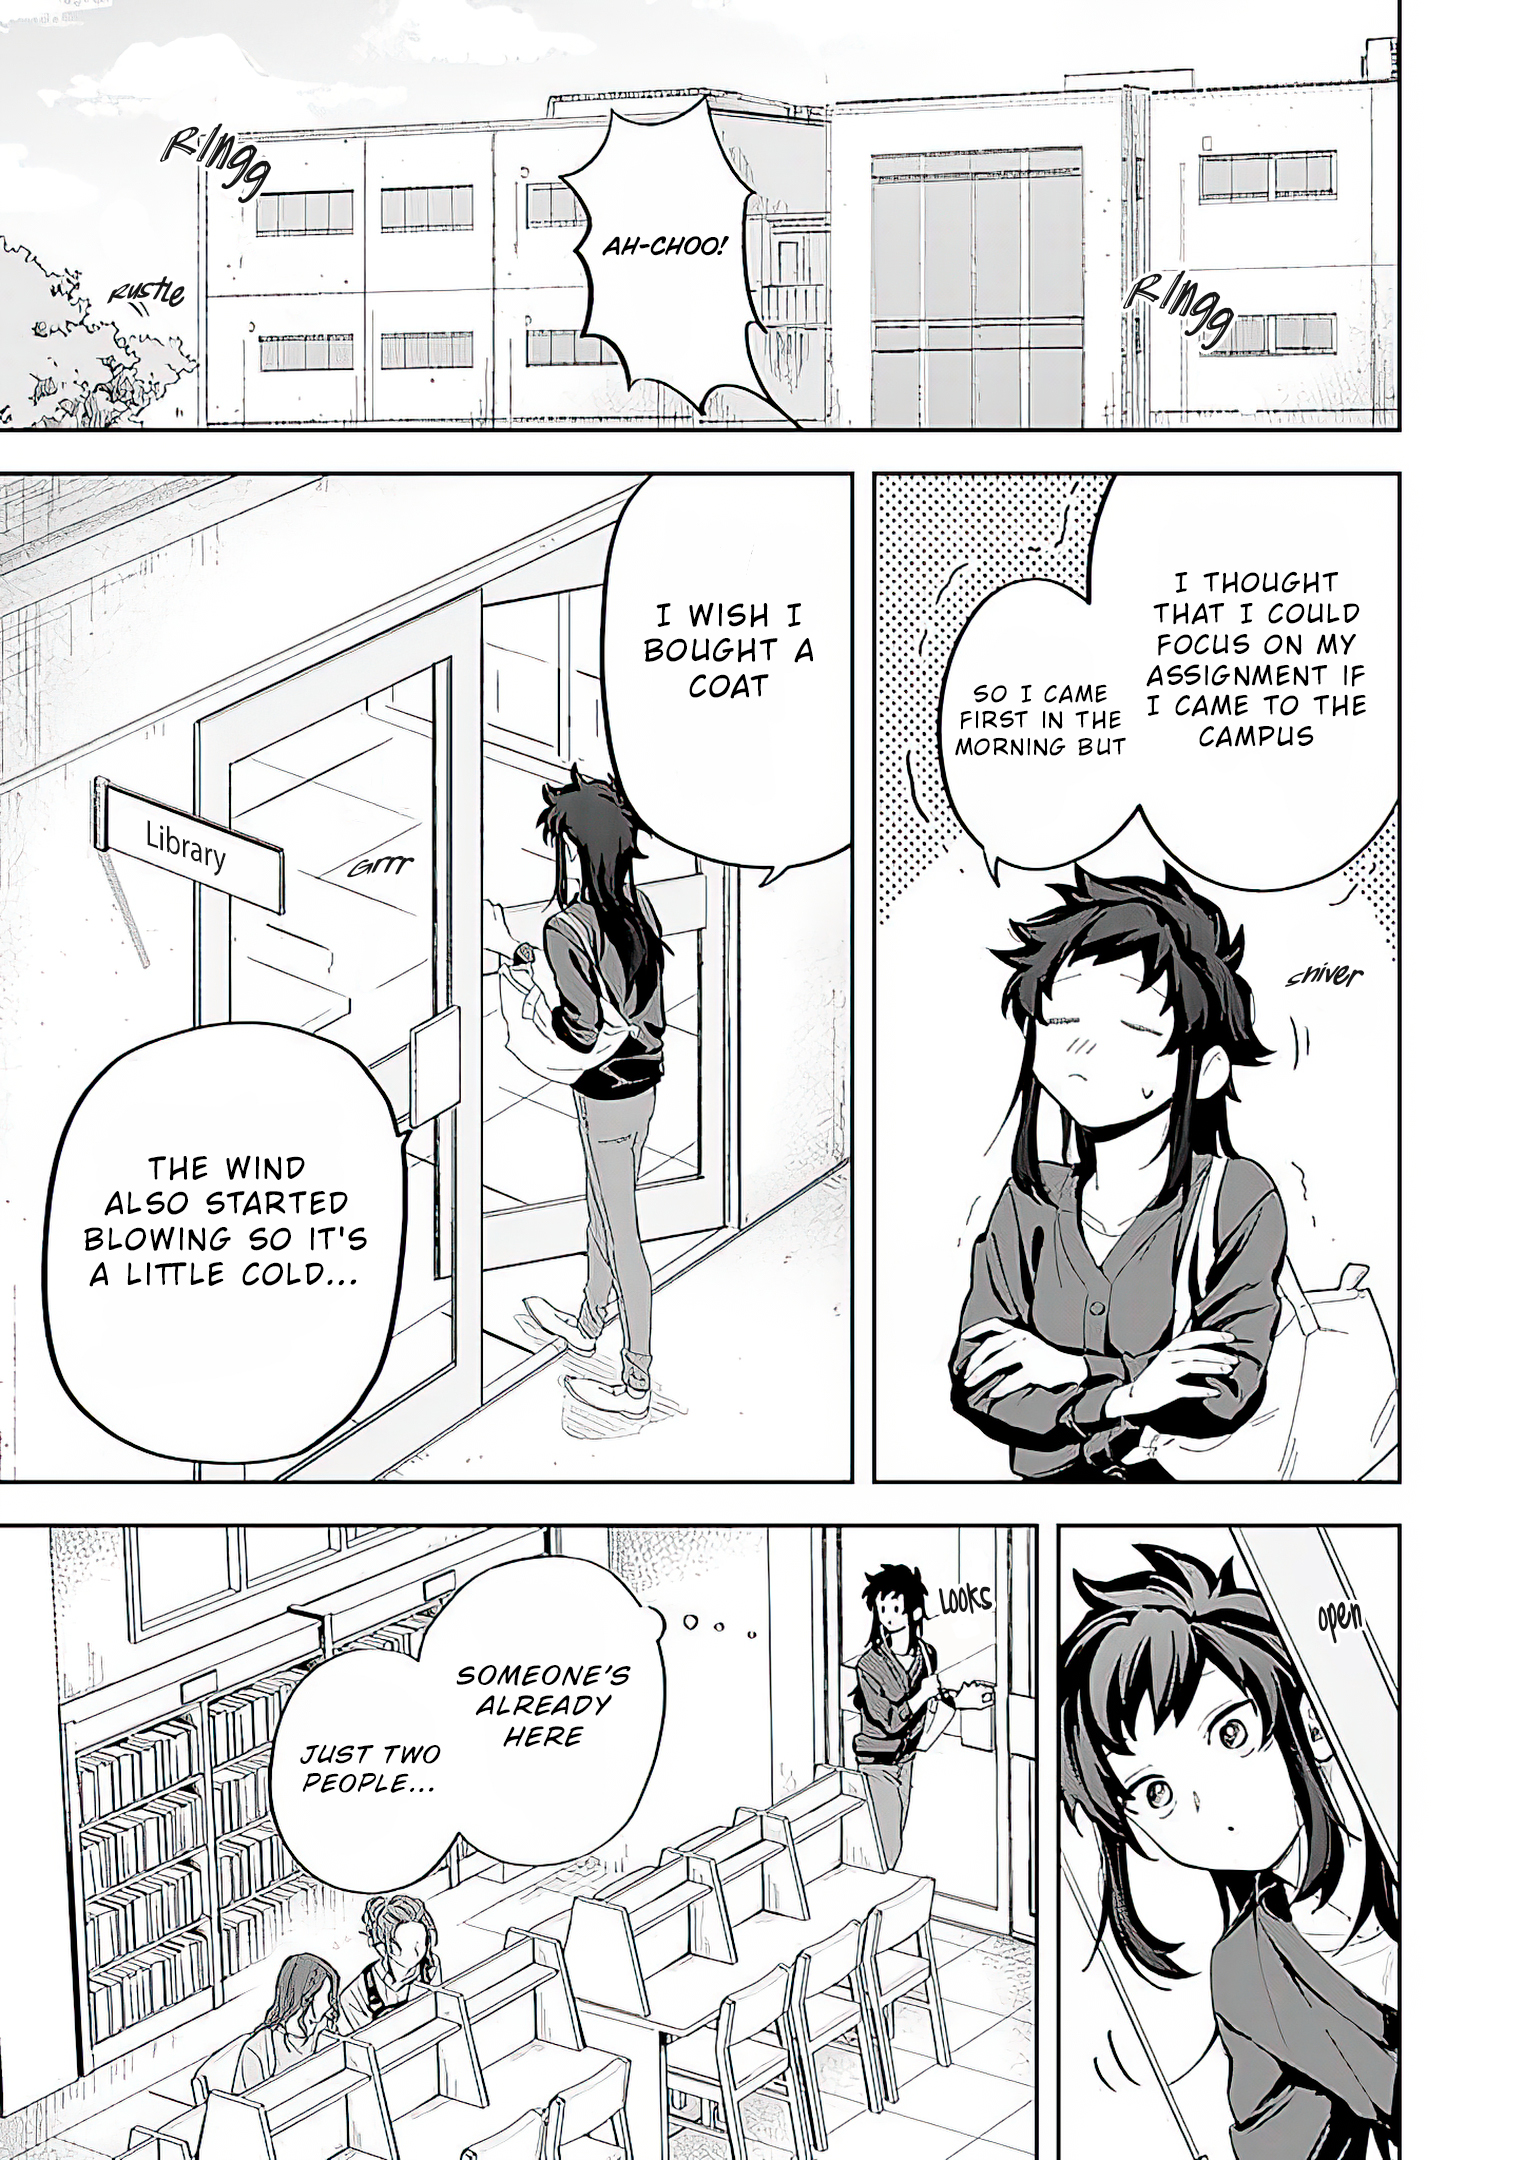 RIngg
AH-CHOO!
Rustle
RIngg
I THOUGHT
THAT I COULD
FOCUS ON MY
ASSIGNMENT IF
I CAME TO THE
CAMPUS
SO I CAME
FIRST IN THE
MORNING BUT
shiver
I WISH I
BOUGHT A
COAT
Library
Grrr
THE WIND
ALSO STARTED
BLOWING SO IT'S
A LITTLE COLD...
open
LOOKS
SOMEONE'S
ALREADY
HERE
JUST TWO
PEOPLE...